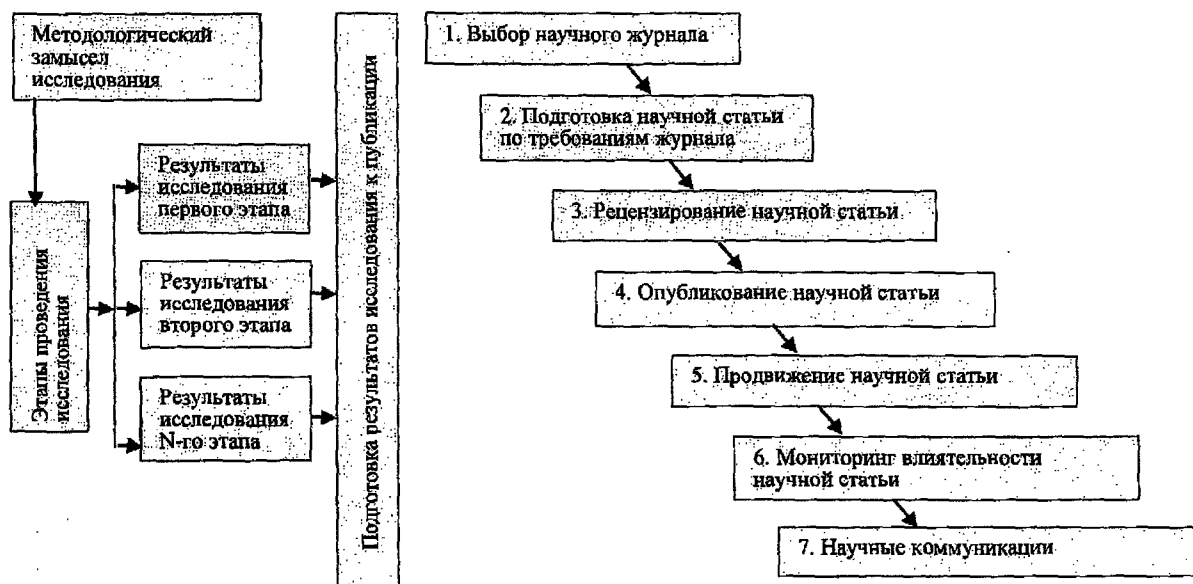 Методологический
замысел
исследования
Этапы проведения
исследования
Результаты
исследования
первого этапа
Результаты
исследования
второго этапа
Результаты
исследования
N-го этапа
Подготовка результатов исследования к публикации
1. Выбор научного журнала
2. Подготовка научной статьи
по требованиям журнала
3. Рецензирование научной статьи
4. Опубликование научной статьи
5. Продвижение научной статьи
6. Мониторинг влиятельности
научной статьи
7. Научные коммуникации